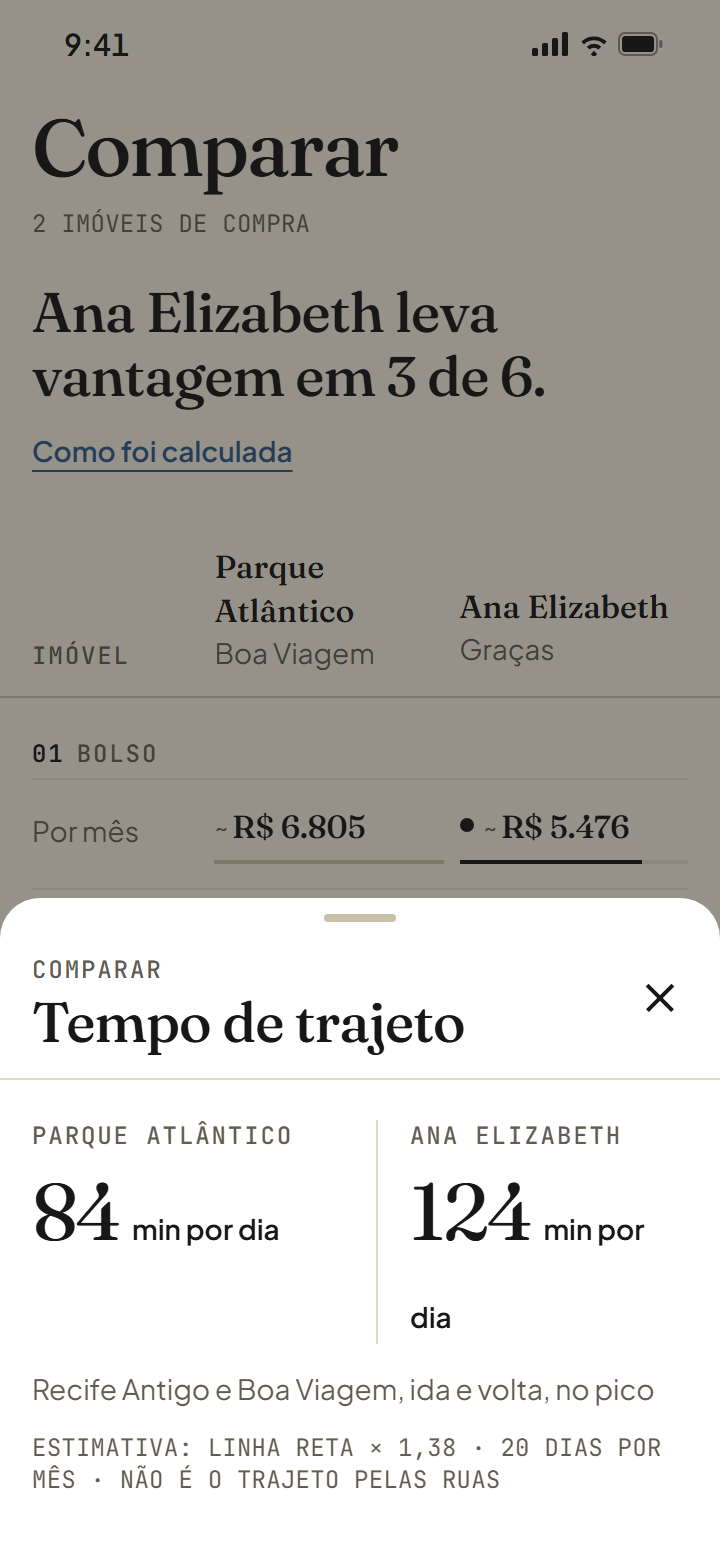 9:41
Comparar
2 IMÓVEIS DE COMPRA
Ana Elizabeth leva
vantagem em 3 de 6.
Como foi calculada
IMÓVEL
Parque
Atlântico
Boa Viagem
Ana Elizabeth
Graças
01 BOLSO
Por mês
~ R$ 6.805
~ R$ 5.476
COMPARAR
Tempo de trajeto
PARQUE ATLÂNTICO
84 min por dia
ANA ELIZABETH
124 min por
dia
Recife Antigo e Boa Viagem, ida e volta, no pico
ESTIMATIVA: LINHA RETA × 1,38 · 20 DIAS POR
MÊS · NÃO É O TRAJETO PELAS RUAS